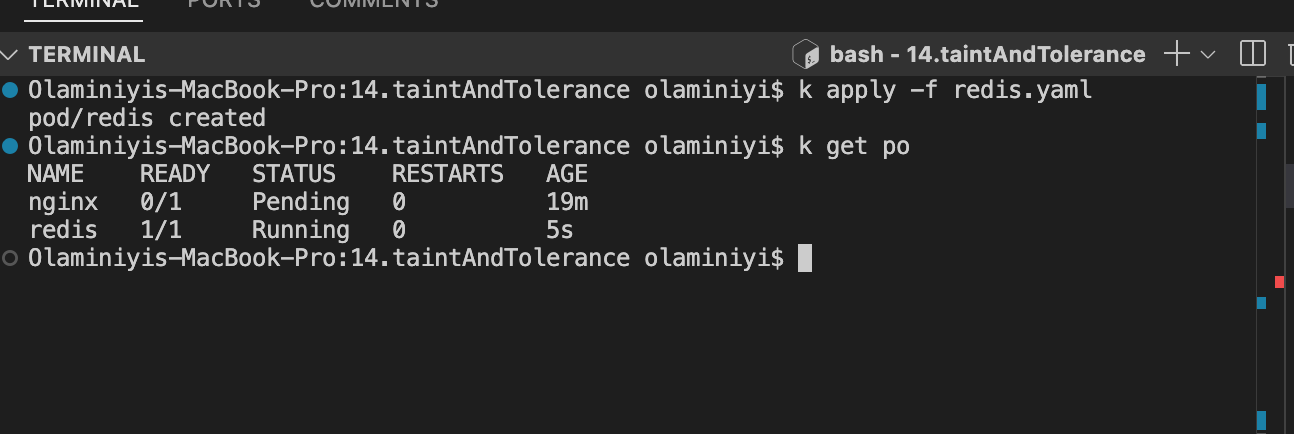 TERMINAL PORTS COMMENTS
TERMINAL bash - 14.taintAndTolerance
Olaminiyis-MacBook-Pro:14.taintAndTolerance olaminiyi$ k apply -f redis.yaml
pod/redis created
Olaminiyis-MacBook-Pro:14.taintAndTolerance olaminiyi$ k get po
NAME READY STATUS RESTARTS AGE
nginx 0/1 Pending 0 19m
redis 1/1 Running 0 5s
Olaminiyis-MacBook-Pro:14.taintAndTolerance olaminiyi$